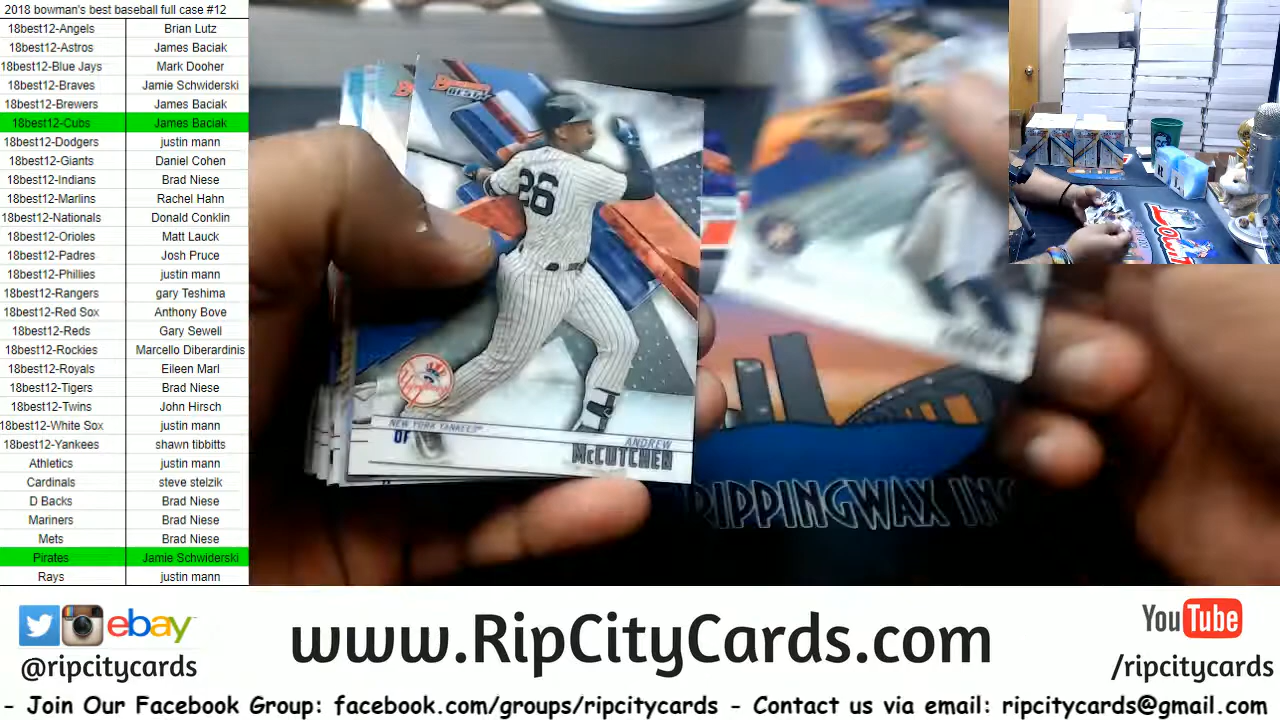 2018 bowman's best baseball full case #12
18best12-Angels Brian Lutz
18best12-Astros James Baciak
18best12-Blue Jays Mark Dooher
18best12-Braves Jamie Schwiderski
18best12-Brewers James Baciak
18best12-Cubs James Baciak
18best12-Dodgers justin mann
18best12-Giants Daniel Cohen
18best12-Indians Brad Niese
18best12-Marlins Rachel Hahn
18best12-Nationals Donald Conklin
18best12-Orioles Matt Lauck
18best12-Padres Josh Pruce
18best12-Phillies justin mann
18best12-Rangers gary Teshima
18best12-Red Sox Anthony Bove
18best12-Reds Gary Sewell
18best12-Rockies Marcello Diberardinis
18best12-Royals Eileen Marl
18best12-Tigers Brad Niese
18best12-Twins John Hirsch
18best12-White Sox justin mann
18best12-Yankees shawn tibbitts
Athletics justin mann
Cardinals steve stelzik
D Backs Brad Niese
Mariners Brad Niese
Mets Brad Niese
Pirates Jamie Schwiderski
Rays justin mann
Bowman's
BEST
26
NEW YORK YANKEES
OF
ANDREW
McCUTCHEN
RIPPINGWAX
ebay
@ripcitycards
www.RipCityCards.com
YouTube
/ripcitycards
- Join Our Facebook Group: facebook.com/groups/ripcitycards - Contact us via email: ripcitycards@gmail.com